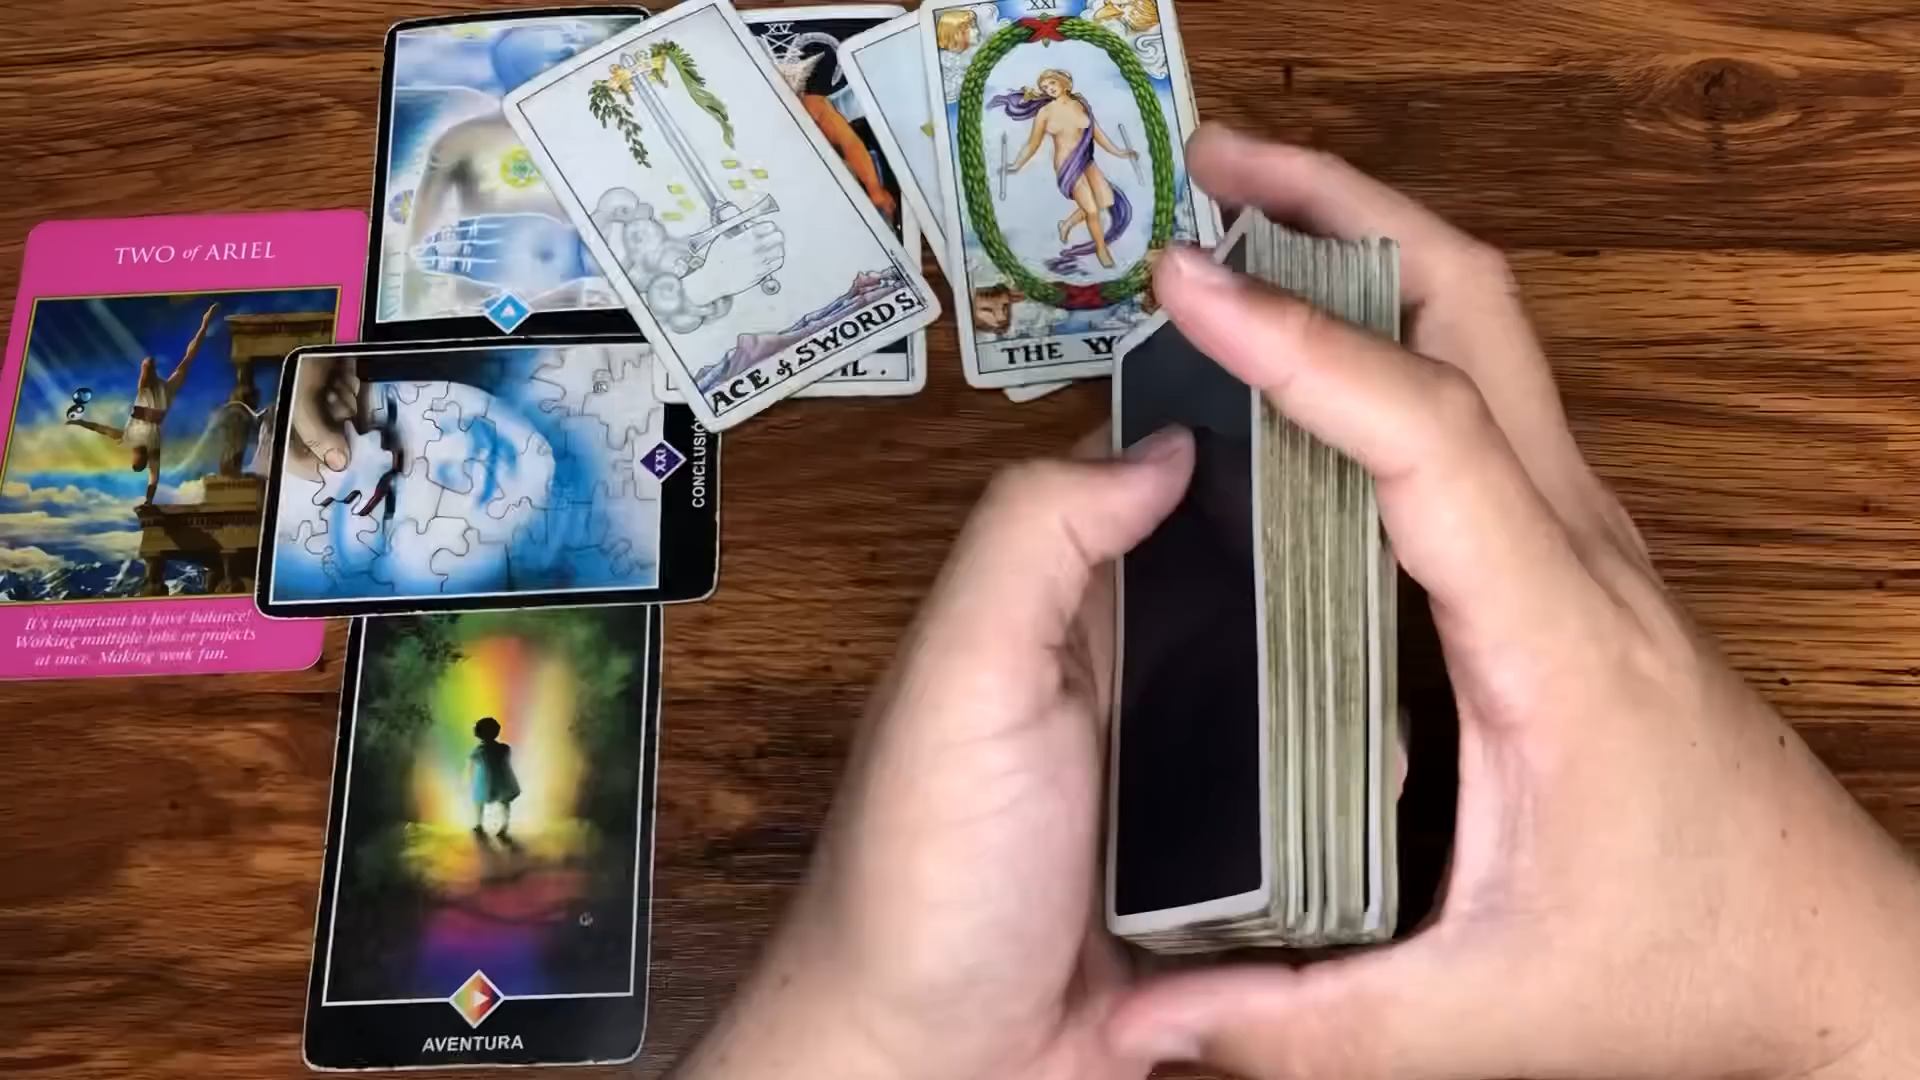 TWO of ARIEL
It's important to have balance!
Working multiple jobs or projects
at once. Making work fun.
XXI
CONCLUSIÓ
AVENTURA
ACE of SWORDS.
XV
IL.
XXI
THE